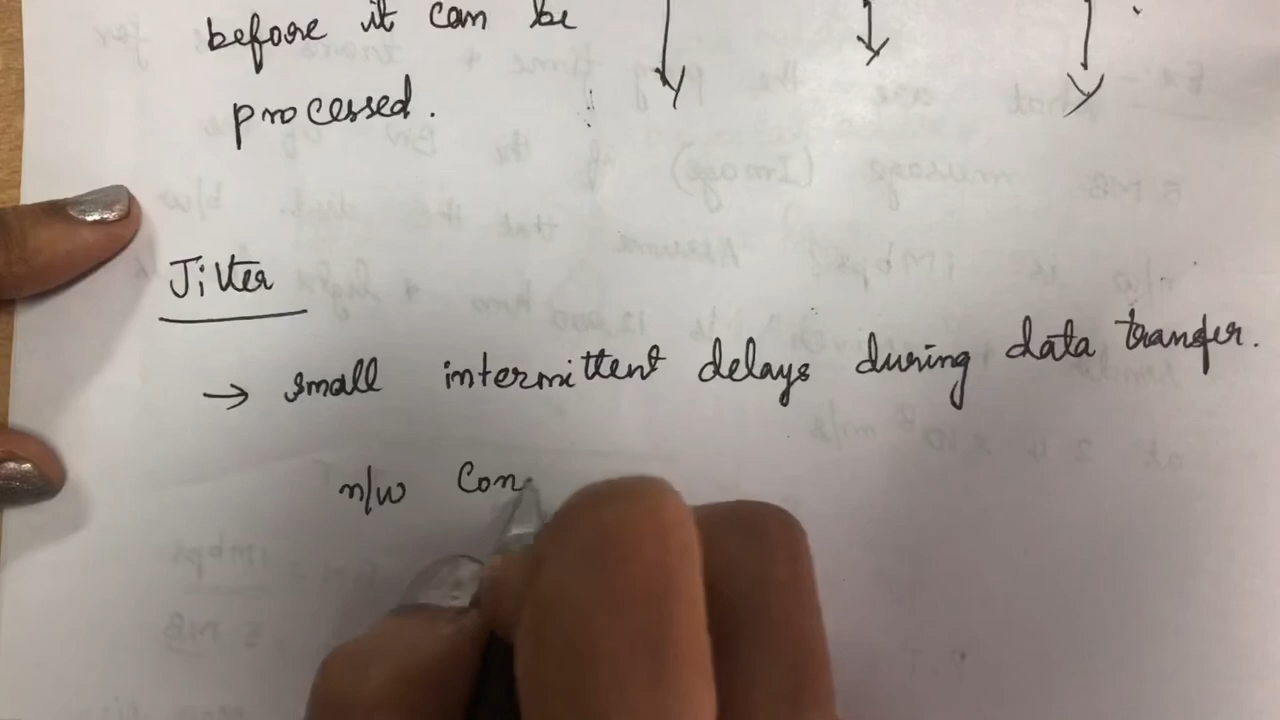 before it can be
processed.
Jitter
→ small intermittent delays during data transfer.
n/w Con